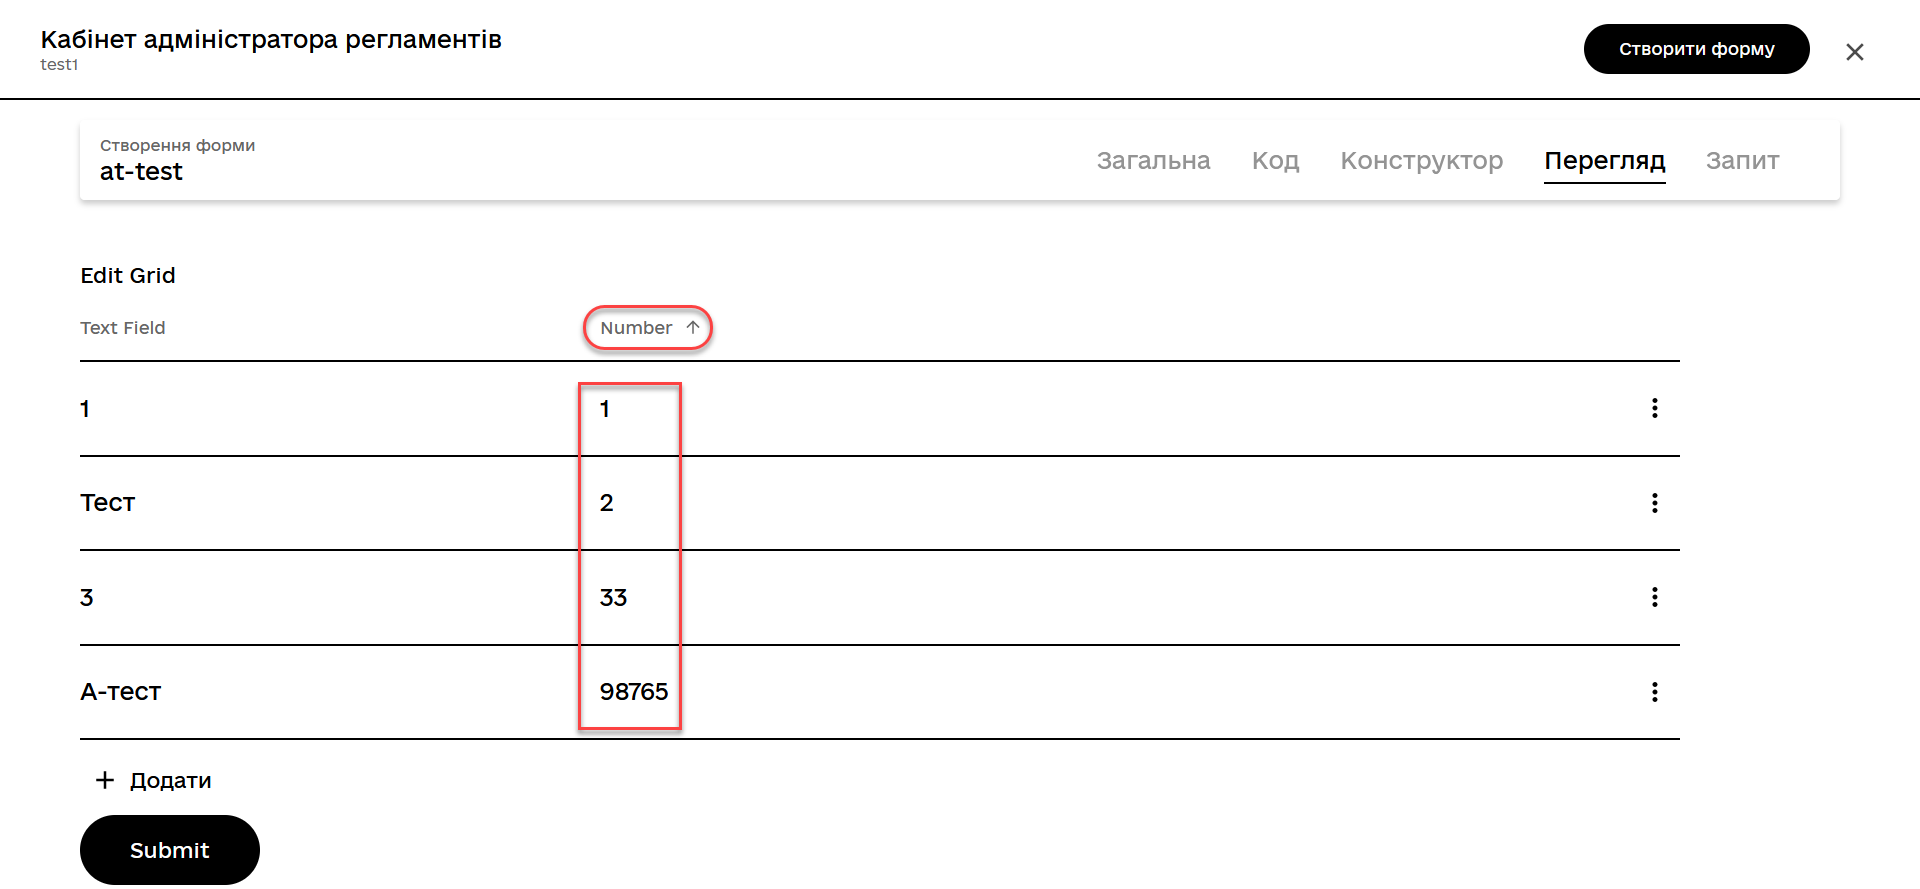 Кабінет адміністратора регламентів
test1
Створити форму
Створення форми
at-test
Загальна Код Конструктор Перегляд Запит
Edit Grid
Text Field Number
1 1
Тест 2
3 33
А-тест 98765
Додати
Submit